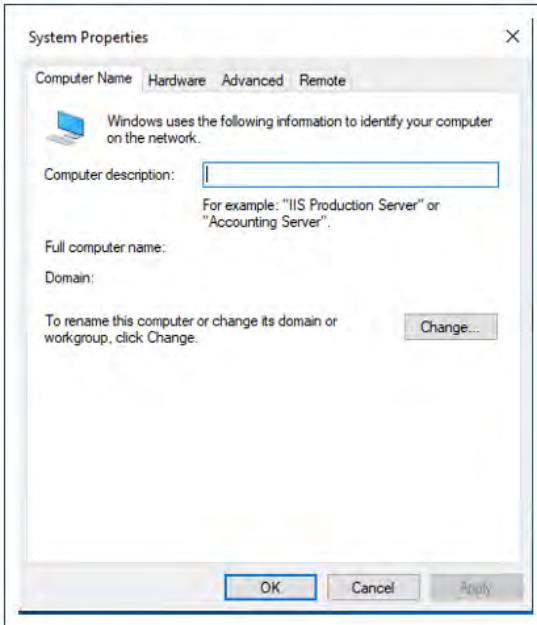 System Properties
Computer Name Hardware Advanced Remote
Windows uses the following information to identify your computer
on the network.
Computer description:
For example: "IIS Production Server" or
"Accounting Server".
Full computer name:
Domain:
To rename this computer or change its domain or
workgroup, click Change.
Change...
OK Cancel Apply